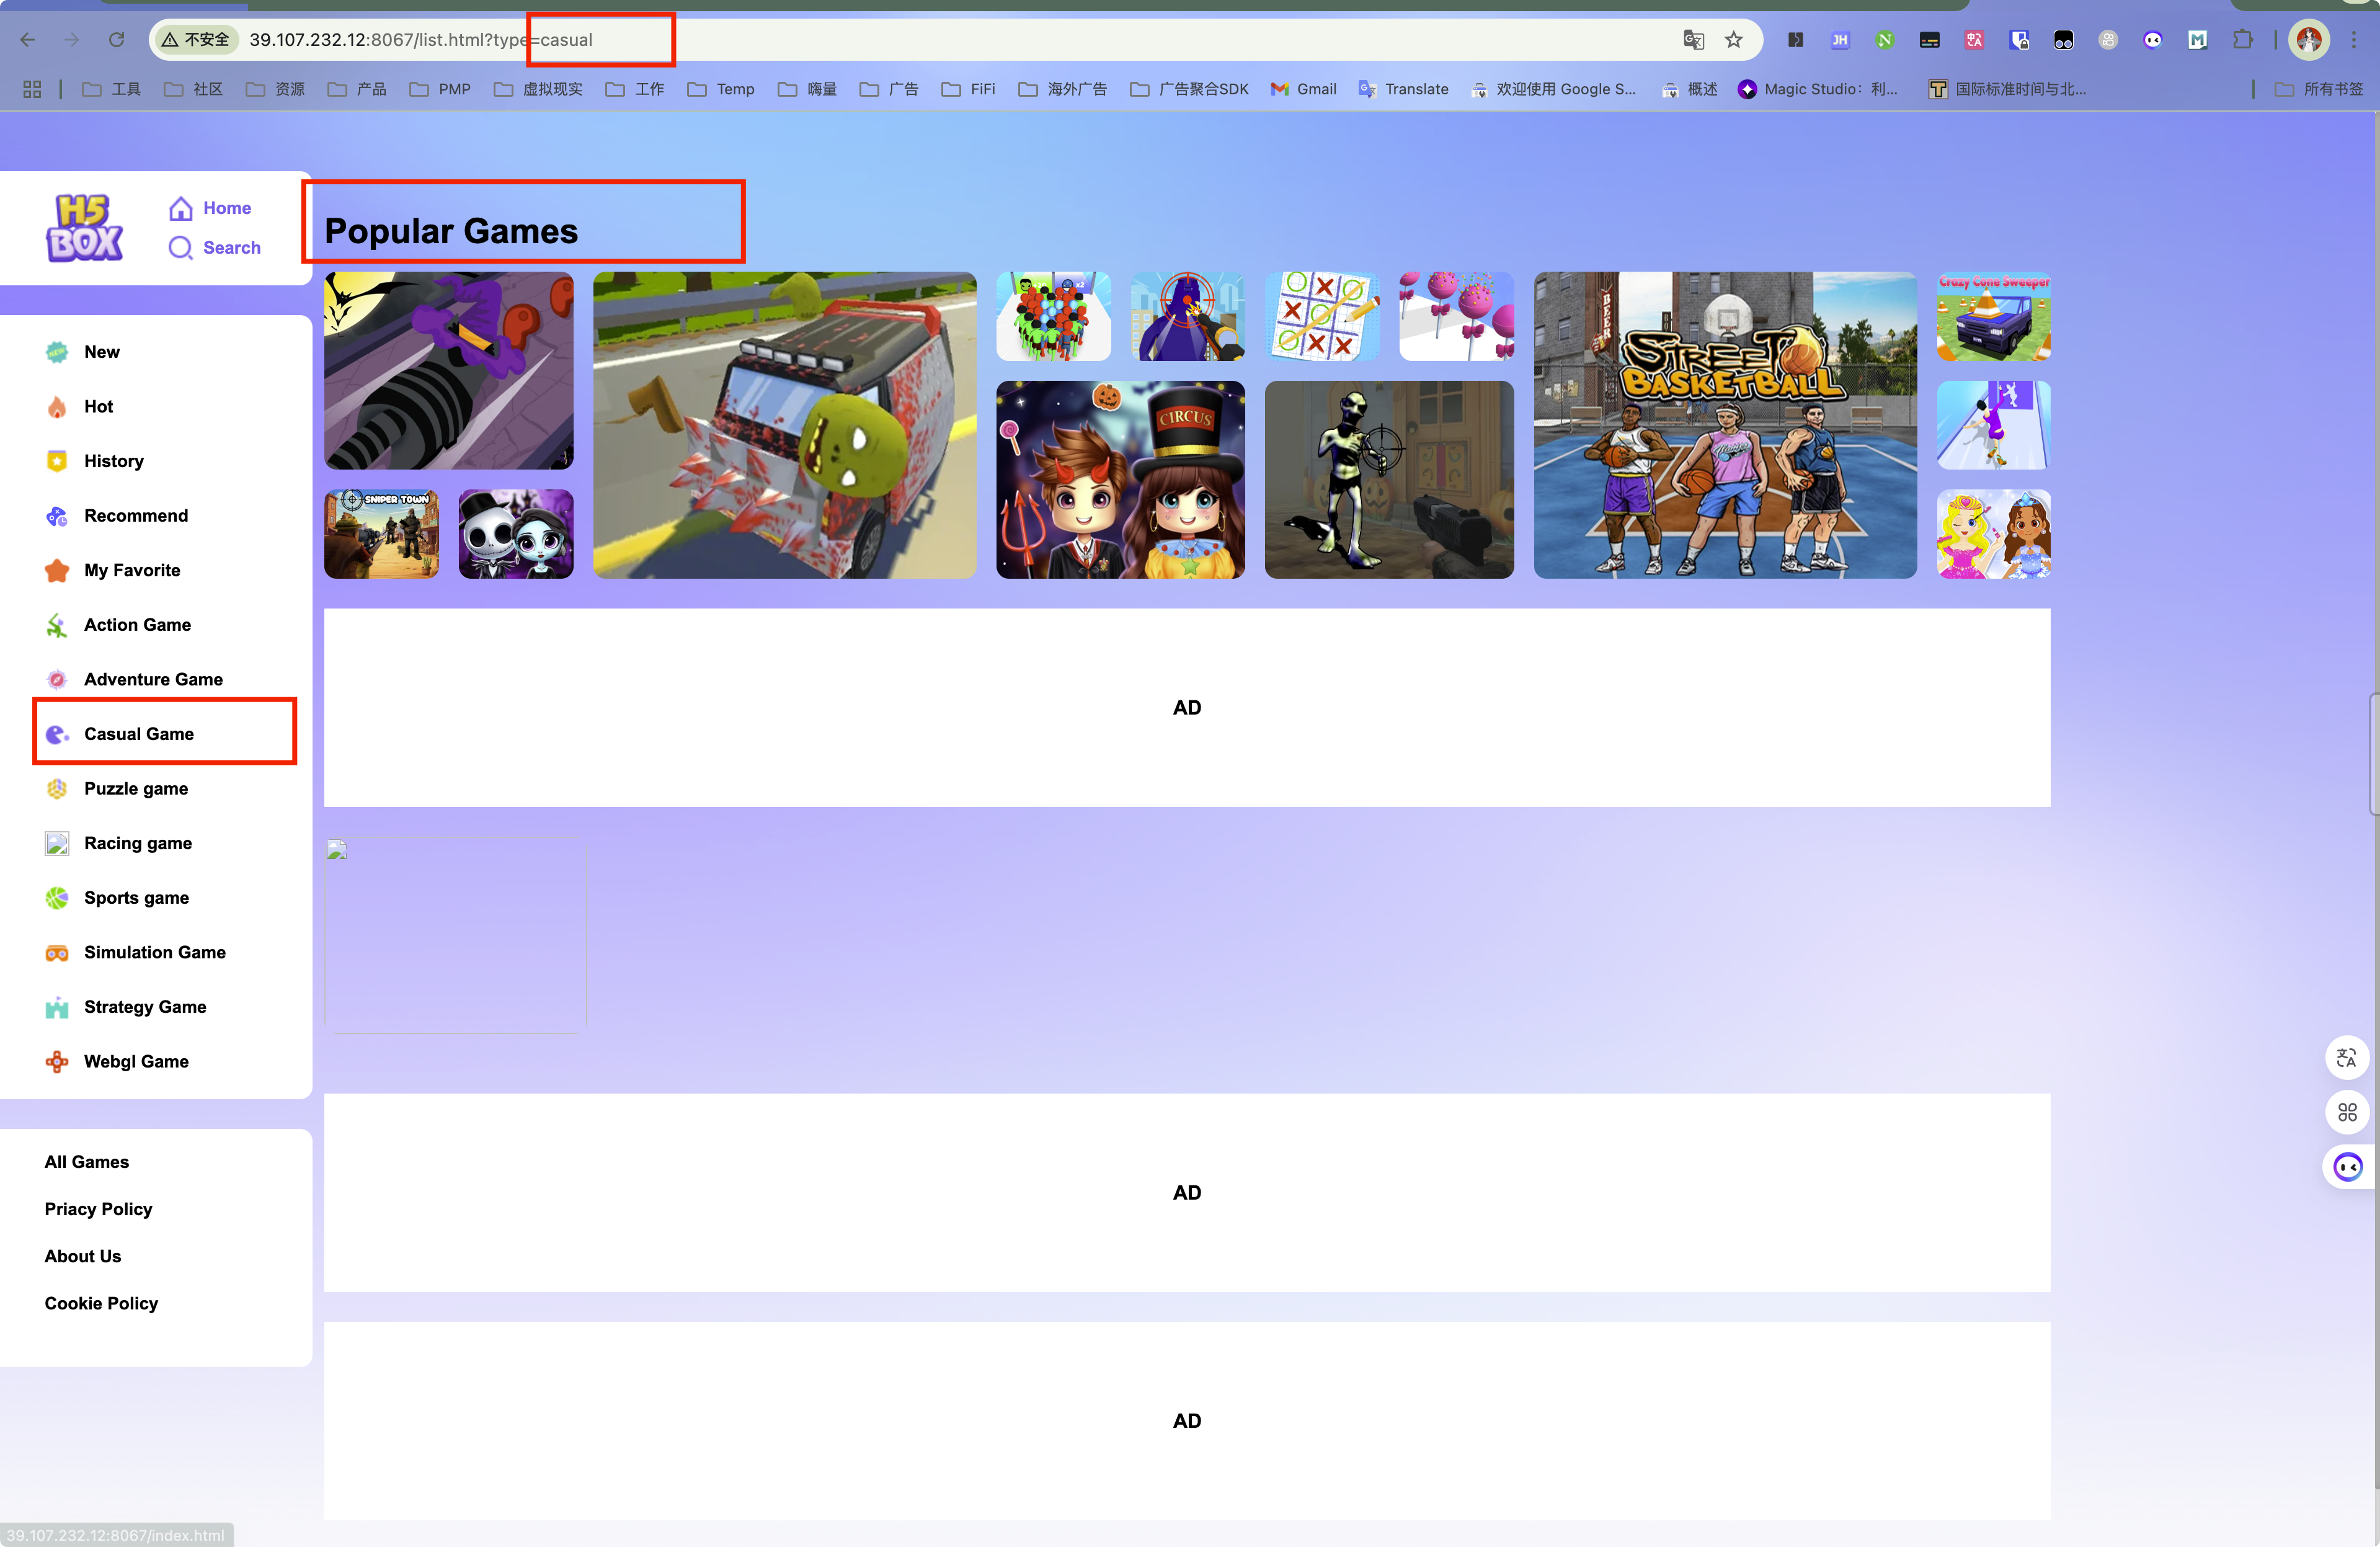 不安全
39.107.232.12:8067/list.html?type=casual
JH
N
M
工具
社区
资源
产品
PMP
虚拟现实
工作
Temp
嗨量
广告
FiFi
海外广告
广告聚合SDK
Gmail
Translate
欢迎使用 Google S...
概述
Magic Studio：利...
国际标准时间与北...
所有书签
H5
BOX
Home
Search
Popular Games
New
Hot
History
Recommend
My Favorite
Action Game
Adventure Game
Casual Game
Puzzle game
Racing game
Sports game
Simulation Game
Strategy Game
Webgl Game
All Games
Priacy Policy
About Us
Cookie Policy
SNIPER TOWN
x2
CIRCUS
BEER
STREET
BASKETBALL
Crazy Cone Sweeper
AD
AD
AD
39.107.232.12:8067/index.html